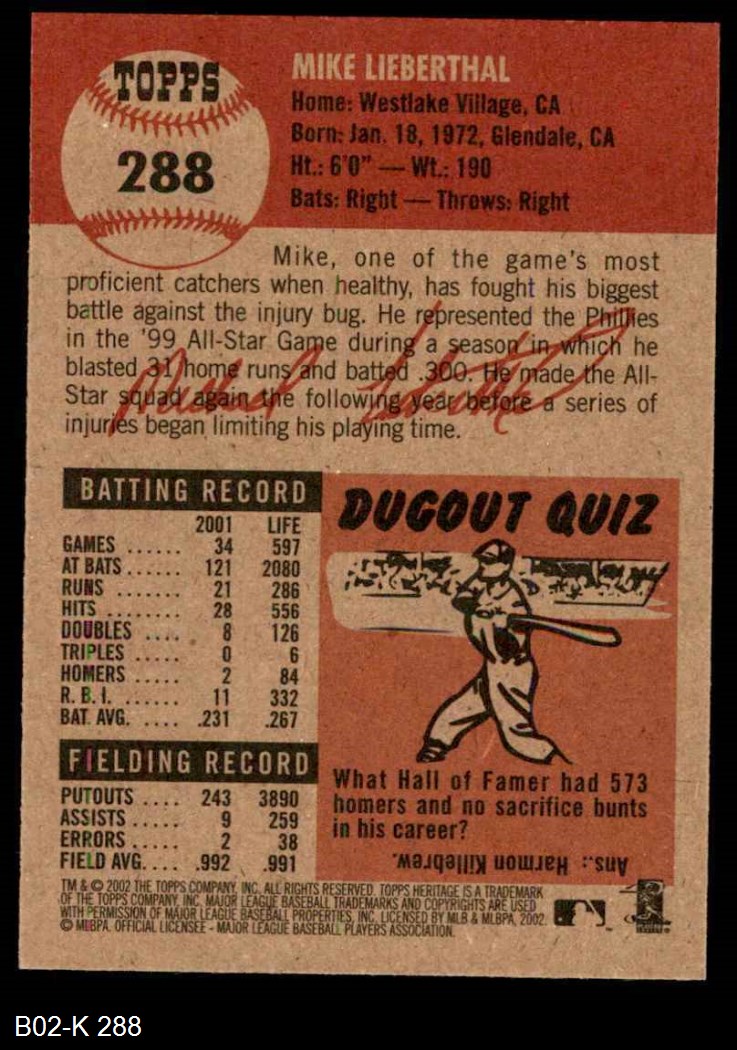 TOPPS
288
MIKE LIEBERTHAL
Home: Westlake Village, CA
Born: Jan. 18, 1972, Glendale, CA
Ht.: 6'0" — Wt.: 190
Bats: Right — Throws: Right
Mike, one of the game's most
proficient catchers when healthy, has fought his biggest
battle against the injury bug. He represented the Phillies
in the '99 All-Star Game during a season in which he
blasted 31 home runs and batted .300. He made the All-
Star squad again the following year before a series of
injuries began limiting his playing time.
BATTING RECORD
2001 LIFE
GAMES ...... 34 597
AT BATS ...... 121 2080
RUNS ...... 21 286
HITS ........ 28 556
DOUBLES .... 8 126
TRIPLES ..... 0 6
HOMERS ..... 2 84
R. B. I. ...... 11 332
BAT. AVG. .... .231 .267
FIELDING RECORD
PUTOUTS .... 243 3890
ASSISTS ..... 9 259
ERRORS ..... 2 38
FIELD AVG. ... .992 .991
DUGOUT QUIZ
What Hall of Famer had 573
homers and no sacrifice bunts
in his career?
Ans.: Harmon Killebrew.
TM & © 2002 THE TOPPS COMPANY, INC. ALL RIGHTS RESERVED. TOPPS HERITAGE IS A TRADEMARK
OF THE TOPPS COMPANY, INC. MAJOR LEAGUE BASEBALL TRADEMARKS AND COPYRIGHTS ARE USED
WITH PERMISSION OF MAJOR LEAGUE BASEBALL PROPERTIES, INC. LICENSED BY MLB & MLBPA, 2002.
© MLBPA. OFFICIAL LICENSEE - MAJOR LEAGUE BASEBALL PLAYERS ASSOCIATION.
B02-K 288